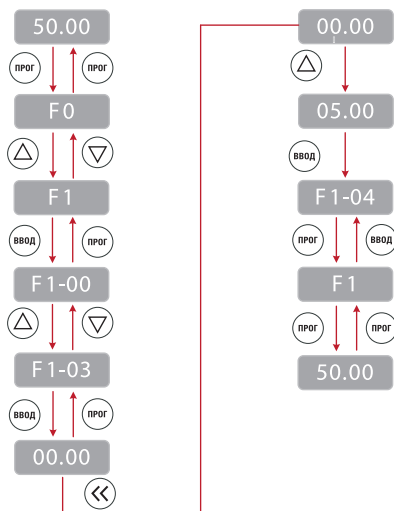 50.00
ПРОГ ПРОГ
F0
F1
ВВОД ПРОГ
F1-00
F1-03
ВВОД ПРОГ
00.00
00.00
05.00
ВВОД
F1-04
ПРОГ ВВОД
F1
ПРОГ ПРОГ
50.00